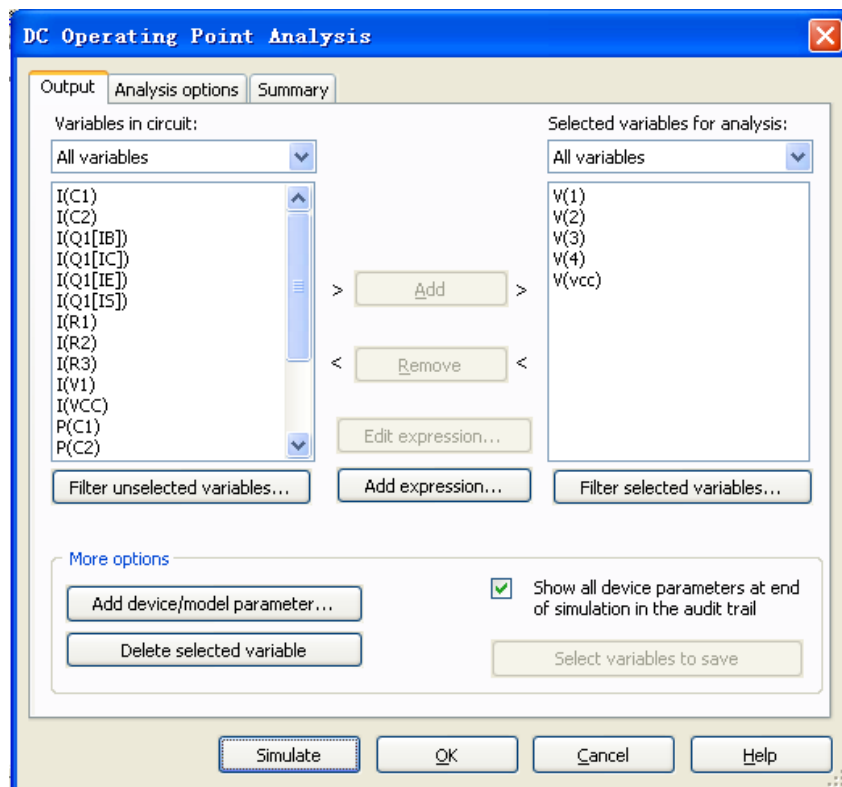 DC Operating Point Analysis
Output Analysis options Summary
Variables in circuit:
Selected variables for analysis:
All variables
All variables
I(C1)
I(C2)
I(Q1[IB])
I(Q1[IC])
I(Q1[IE])
I(Q1[IS])
I(R1)
I(R2)
I(R3)
I(V1)
I(VCC)
P(C1)
P(C2)
V(1)
V(2)
V(3)
V(4)
V(vcc)
> Add >
< Remove <
Edit expression...
Filter unselected variables...
Add expression...
Filter selected variables...
More options
Add device/model parameter...
Delete selected variable
Show all device parameters at end
of simulation in the audit trail
Select variables to save
Simulate OK Cancel Help